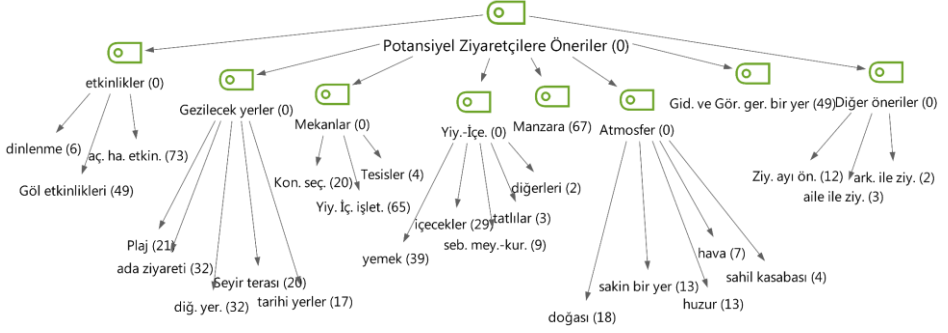 Potansiyel Ziyaretçilere Öneriler (0)
etkinlikler (0)
Gezilecek yerler (0)
Mekanlar (0)
Yiy.-İçe. (0)
Manzara (67)
Atmosfer (0)
Gid. ve Gör. ger. bir yer (49)
Diğer öneriler (0)
dinlenme (6)
aç. ha. etkin. (73)
Göl etkinlikleri (49)
Plaj (21)
ada ziyareti (32)
diğ. yer. (32)
Seyir terası (20)
tarihi yerler (17)
Kon. seç. (20)
Yiy. İç. işlet. (65)
Tesisler (4)
yemek (39)
içecekler (29)
seb. mey.-kur. (9)
tatlılar (3)
diğerleri (2)
doğası (18)
sakin bir yer (13)
huzur (13)
hava (7)
sahil kasabası (4)
Ziy. ayı ön. (12)
aile ile ziy. (3)
ark. ile ziy. (2)